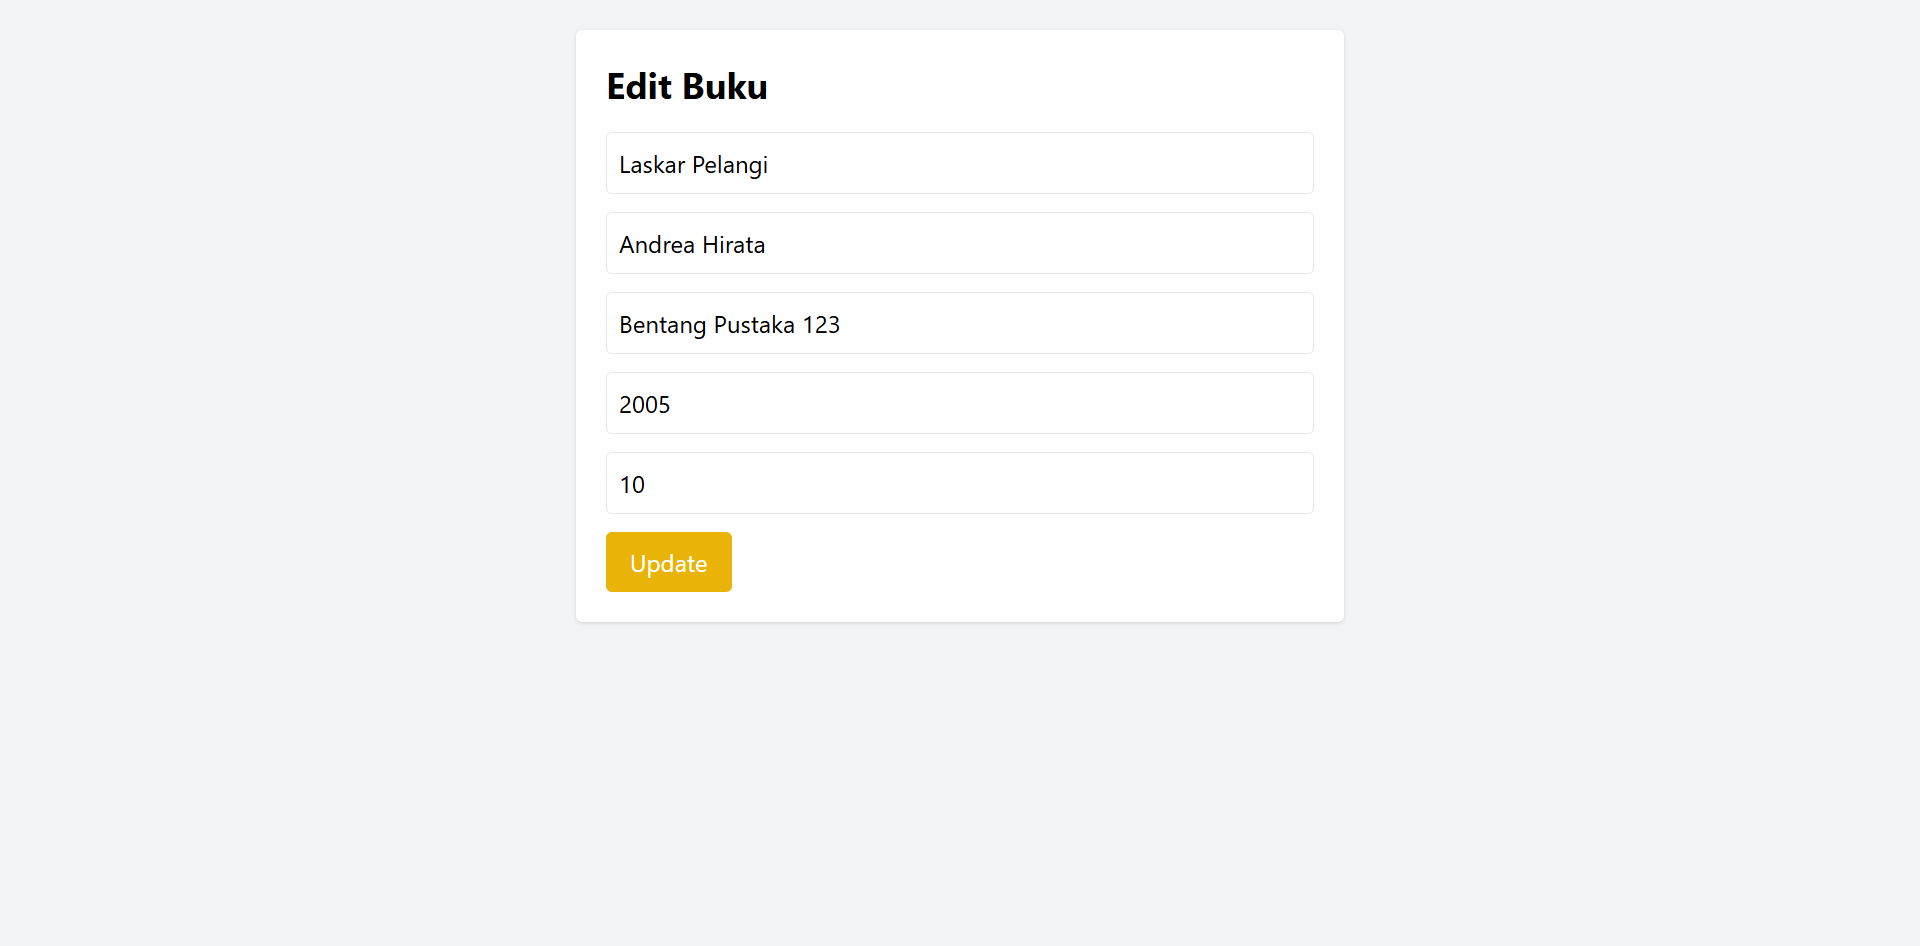 Edit Buku
Laskar Pelangi
Andrea Hirata
Bentang Pustaka 123
2005
10
Update